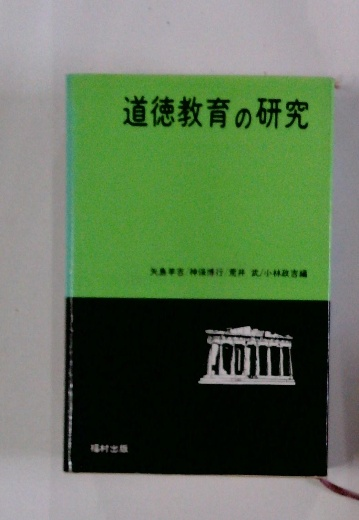 道徳教育の研究
矢島羊吉/神保博行/荒井 武/小林政吉編
福村出版